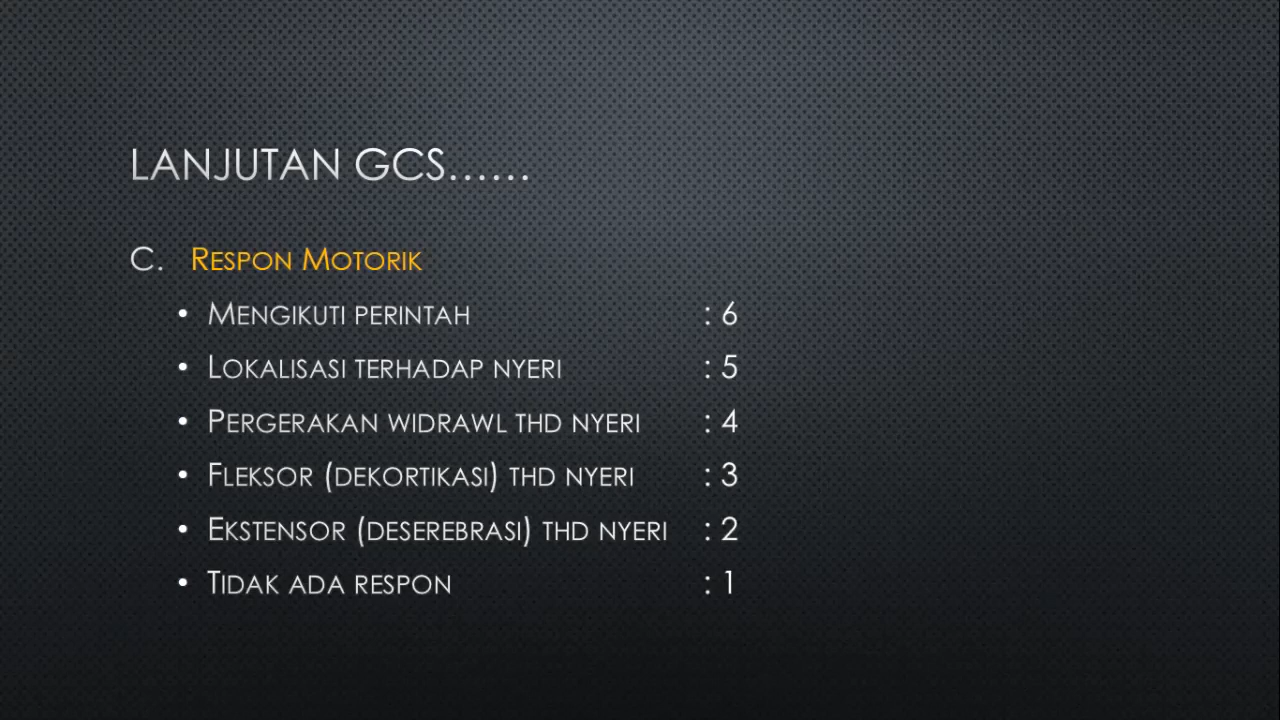 LANJUTAN GCS......
C. RESPON MOTORIK
• MENGIKUTI PERINTAH : 6
• LOKALISASI TERHADAP NYERI : 5
• PERGERAKAN WIDRAWL THD NYERI : 4
• FLEKSOR (DEKORTIKASI) THD NYERI : 3
• EKSTENSOR (DESEREBRASI) THD NYERI : 2
• TIDAK ADA RESPON : 1